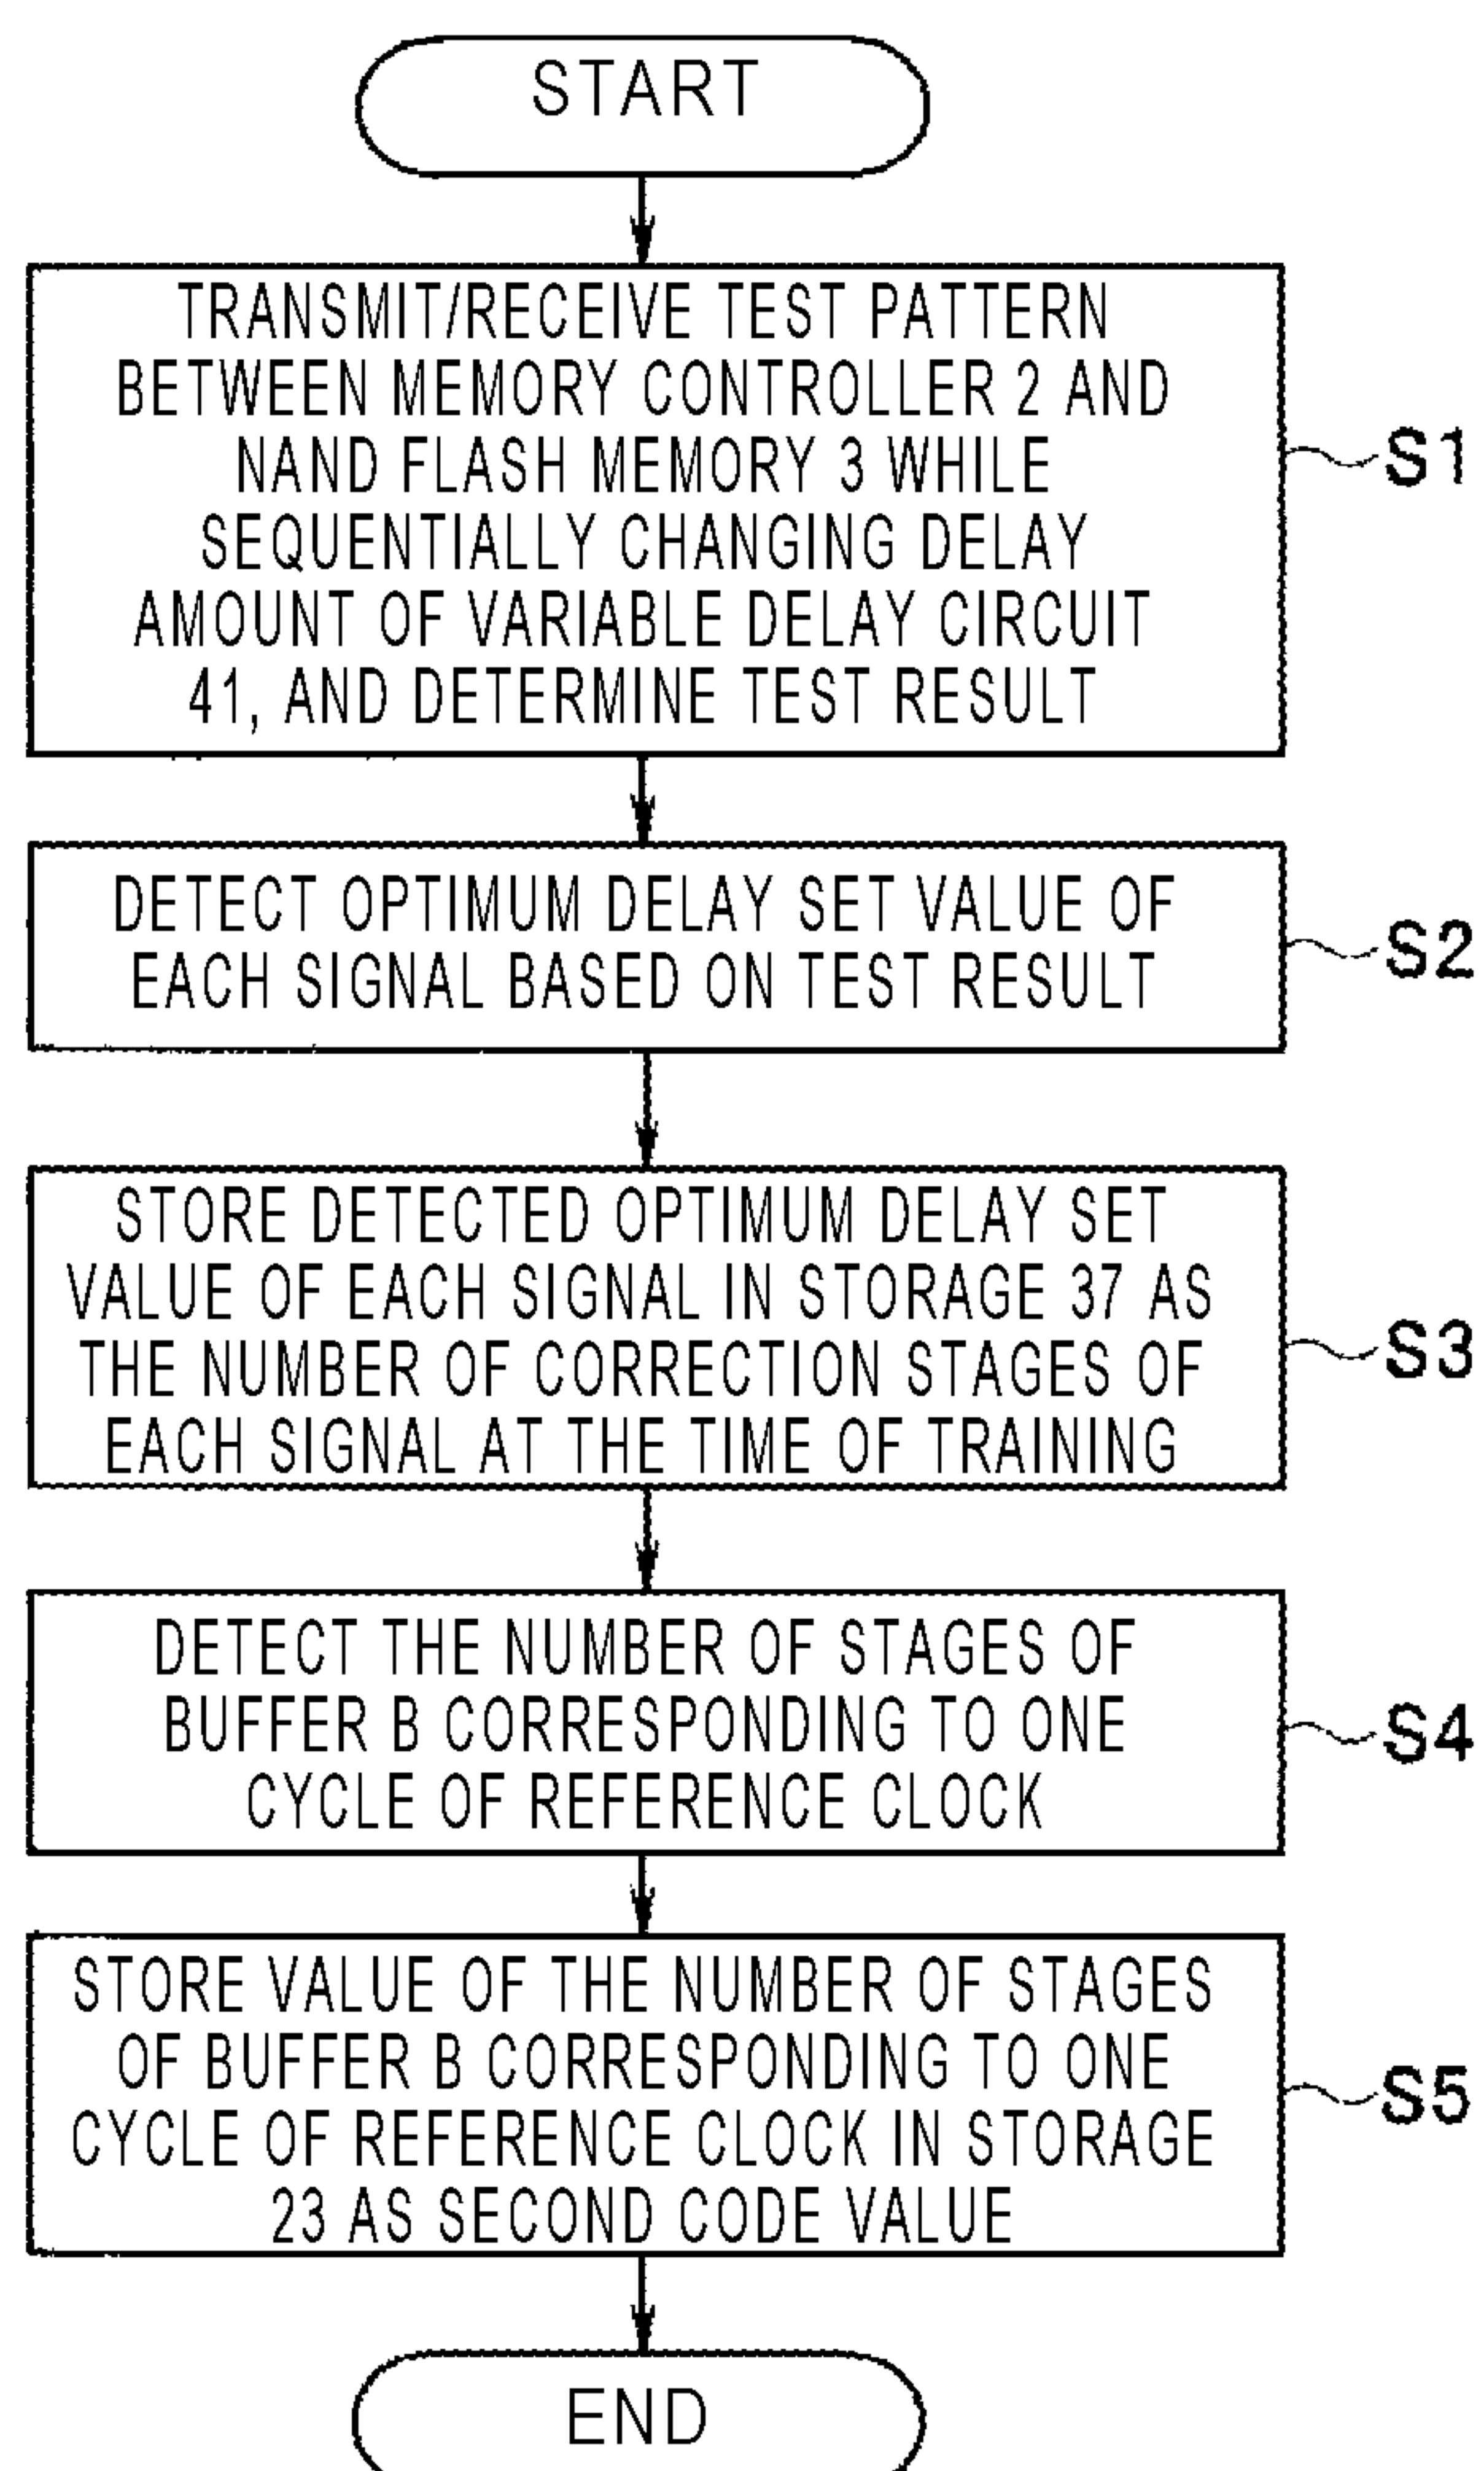 START
TRANSMIT/RECEIVE TEST PATTERN
BETWEEN MEMORY CONTROLLER 2 AND
NAND FLASH MEMORY 3 WHILE
SEQUENTIALLY CHANGING DELAY
AMOUNT OF VARIABLE DELAY CIRCUIT
41, AND DETERMINE TEST RESULT
S1
DETECT OPTIMUM DELAY SET VALUE OF
EACH SIGNAL BASED ON TEST RESULT
S2
STORE DETECTED OPTIMUM DELAY SET
VALUE OF EACH SIGNAL IN STORAGE 37 AS
THE NUMBER OF CORRECTION STAGES OF
EACH SIGNAL AT THE TIME OF TRAINING
S3
DETECT THE NUMBER OF STAGES OF
BUFFER B CORRESPONDING TO ONE
CYCLE OF REFERENCE CLOCK
S4
STORE VALUE OF THE NUMBER OF STAGES
OF BUFFER B CORRESPONDING TO ONE
CYCLE OF REFERENCE CLOCK IN STORAGE
23 AS SECOND CODE VALUE
S5
END